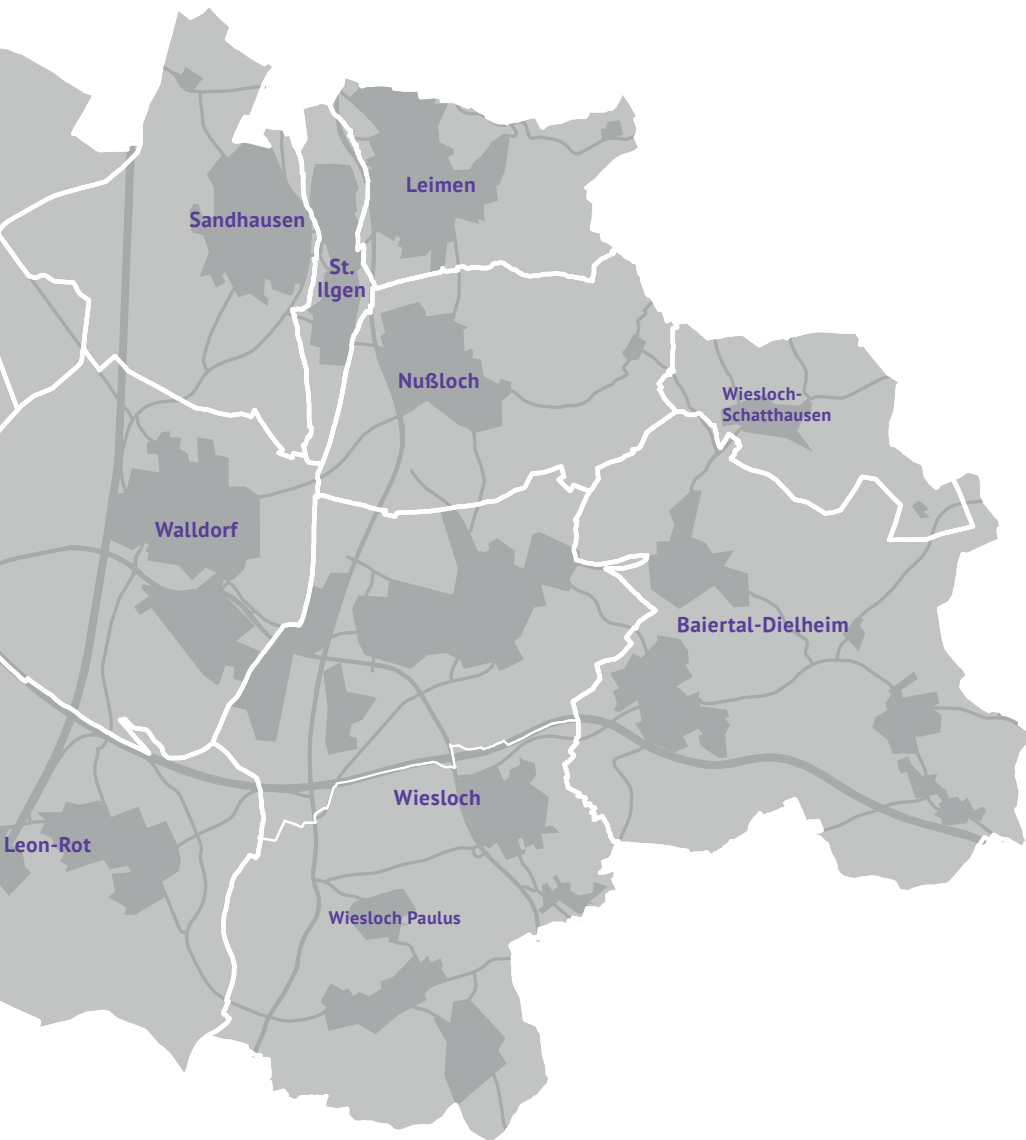 Leimen
Sandhausen
St.
Ilgen
Nußloch
Wiesloch-
Schatthausen
Walldorf
Baiertal-Dielheim
Wiesloch
Leon-Rot
Wiesloch Paulus